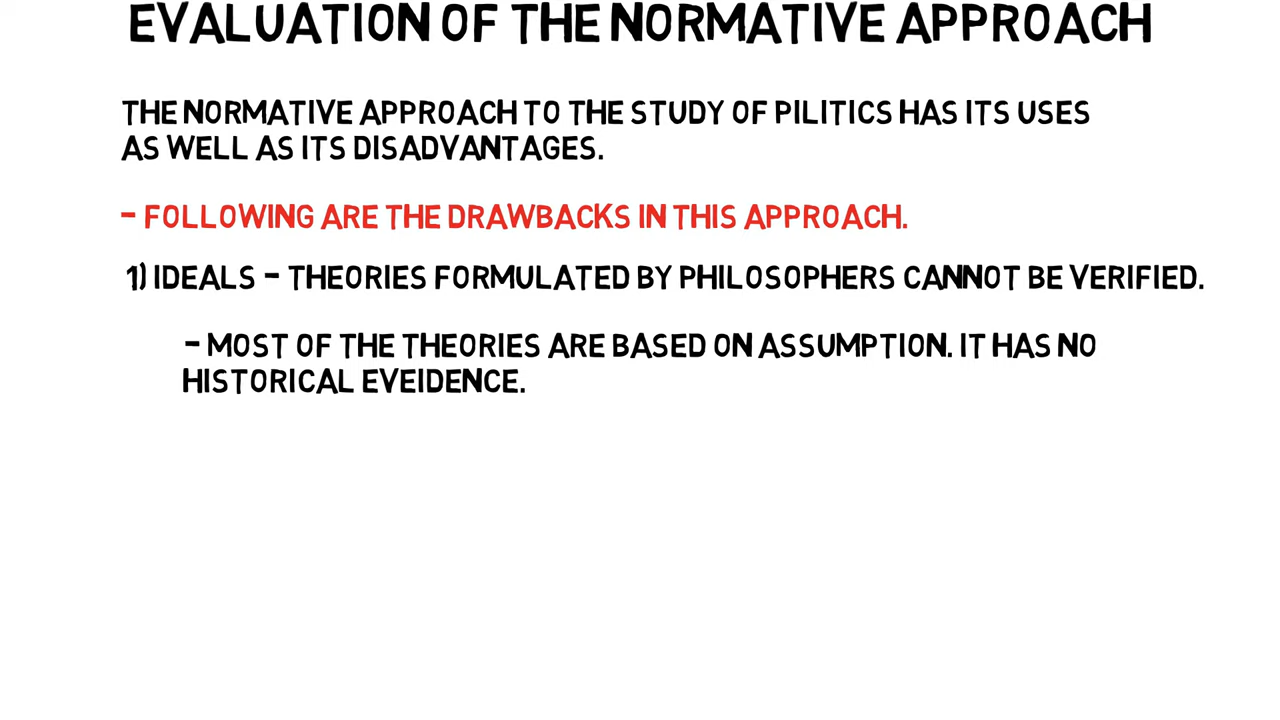 EVALUATION OF THE NORMATIVE APPROACH
THE NORMATIVE APPROACH TO THE STUDY OF PILITICS HAS ITS USES
AS WELL AS ITS DISADVANTAGES.
- FOLLOWING ARE THE DRAWBACKS IN THIS APPROACH.
1) IDEALS - THEORIES FORMULATED BY PHILOSOPHERS CANNOT BE VERIFIED.
- MOST OF THE THEORIES ARE BASED ON ASSUMPTION. IT HAS NO
HISTORICAL EVEIDENCE.